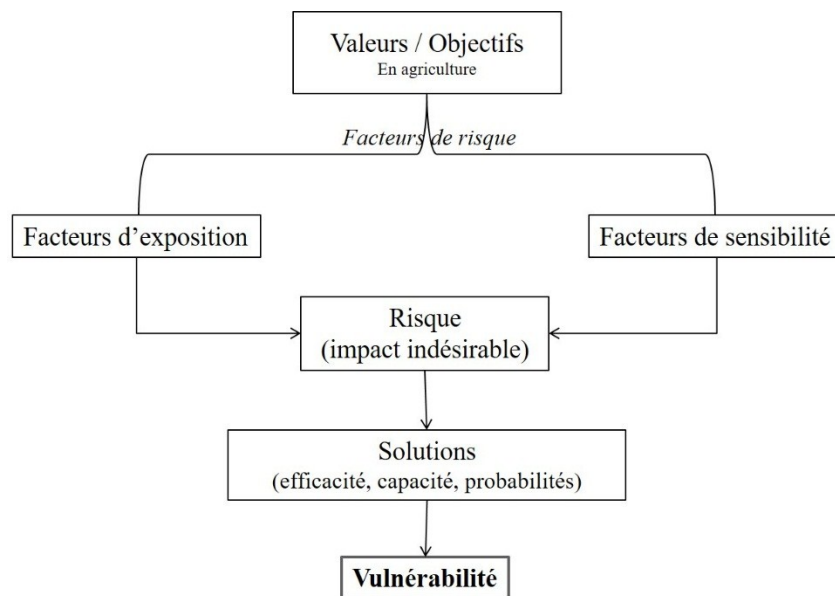 Valeurs / Objectifs
En agriculture
Facteurs de risque
Facteurs d’exposition
Facteurs de sensibilité
Risque
(impact indésirable)
Solutions
(efficacité, capacité, probabilités)
Vulnérabilité